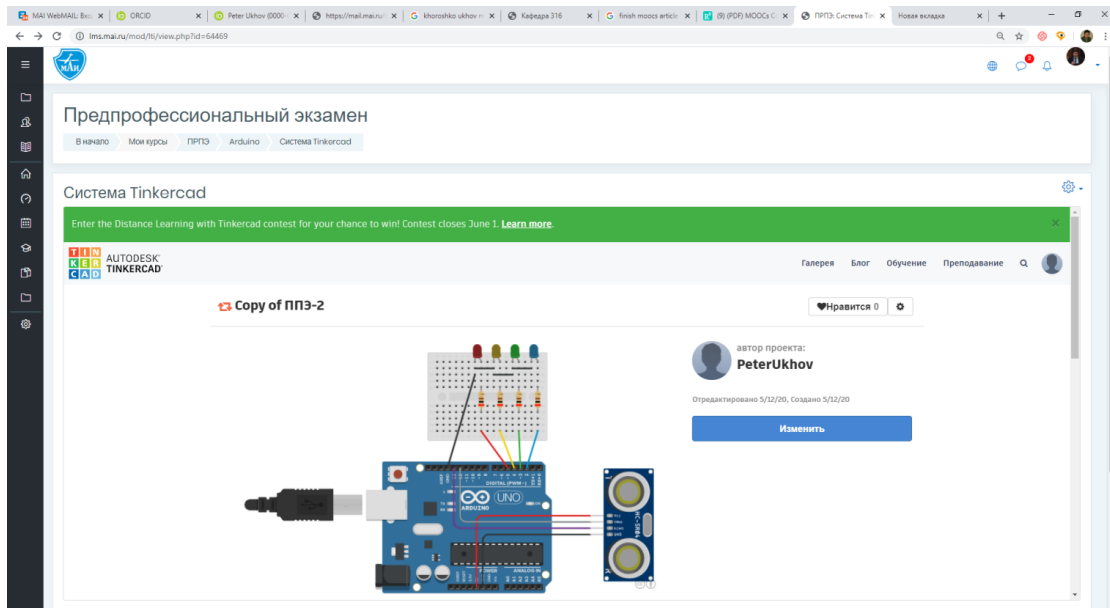 MAI WebMAIL: Вхо
ORCID
Peter Ukhov (0000-
https://mail.mai.ru/
khoroshko ukhov m
Кафедра 316
finish moocs article
(9) (PDF) MOOCs C
ПРПЭ: Система Tin
Новая вкладка
lms.mai.ru/mod/lti/view.php?id=64469
МАИ
2
Предпрофессиональный экзамен
В начало Мои курсы ПРПЭ Arduino Система Tinkercad
Система Tinkercad
Enter the Distance Learning with Tinkercad contest for your chance to win! Contest closes June 1. Learn more.
TIN
KER
CAD
AUTODESK
TINKERCAD
Галерея Блог Обучение Преподавание
Copy of ППЭ-2
Нравится 0
автор проекта:
PeterUkhov
Отредактировано 5/12/20, Создано 5/12/20
Изменить
DIGITAL (PWM~)
UNO
ARDUINO
POWER
ANALOG IN
HC-SR04